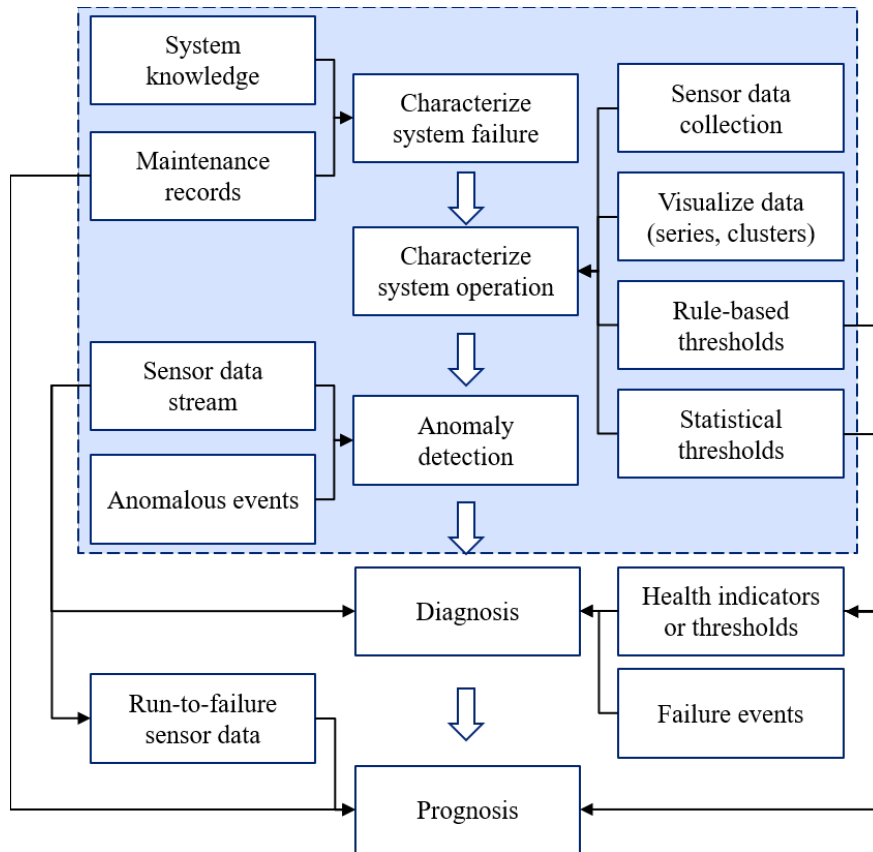 System
knowledge
Maintenance
records
Characterize
system failure
Sensor data
collection
Visualize data
(series, clusters)
Characterize
system operation
Rule-based
thresholds
Sensor data
stream
Anomalous events
Anomaly
detection
Statistical
thresholds
Diagnosis
Health indicators
or thresholds
Failure events
Run-to-failure
sensor data
Prognosis